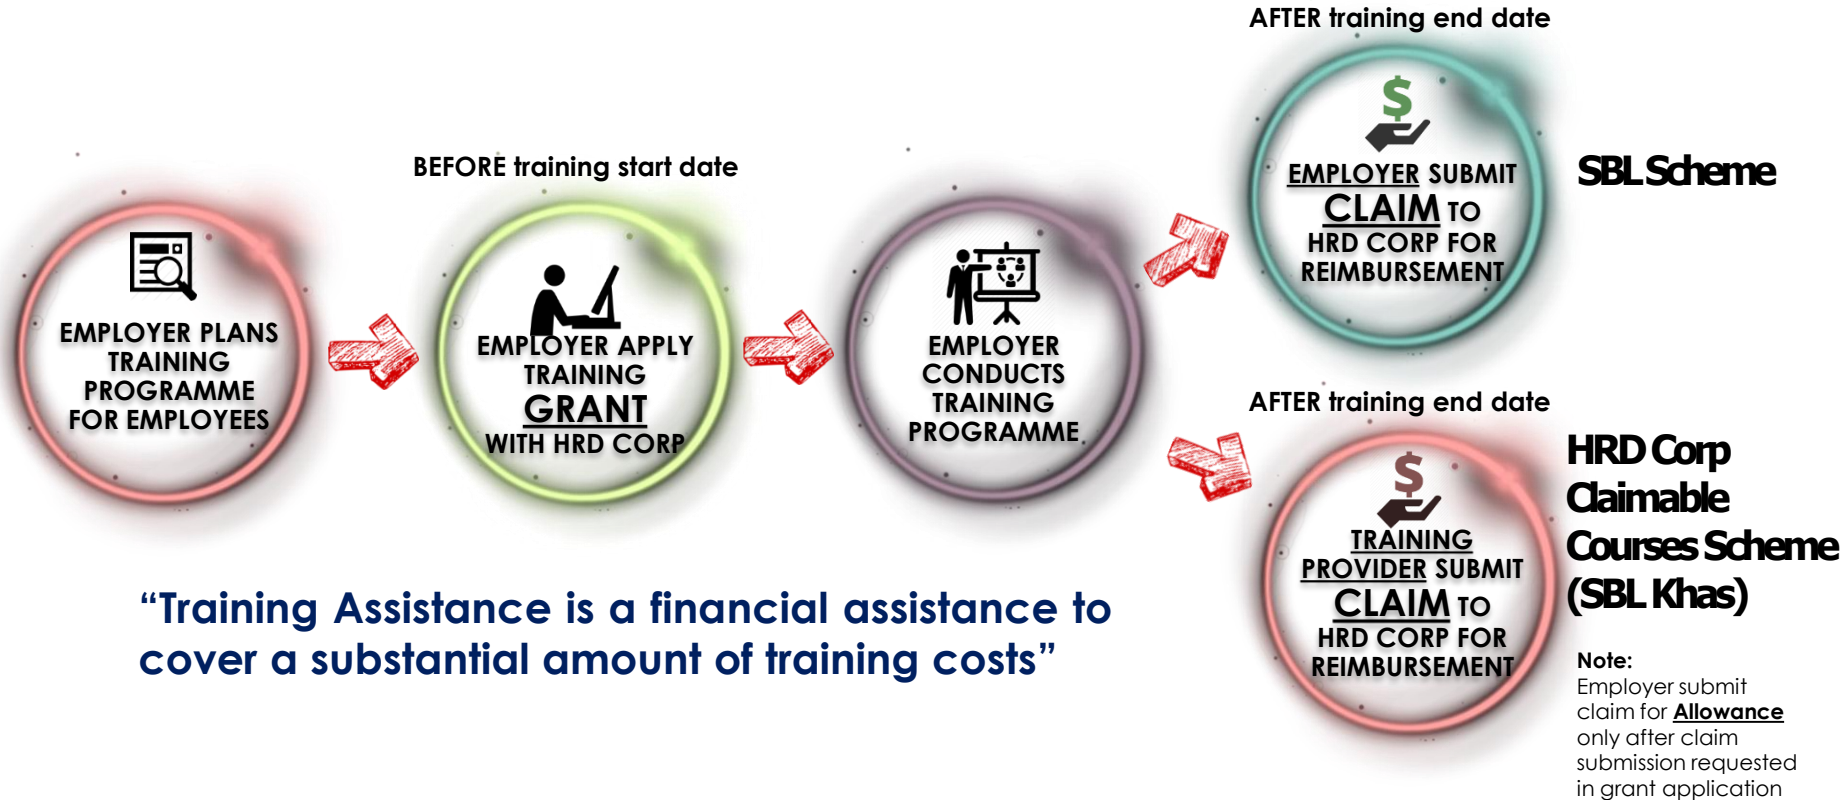 EMPLOYER PLANS
TRAINING
PROGRAMME
FOR EMPLOYEES
BEFORE training start date
EMPLOYER APPLY
TRAINING
GRANT
WITH HRD CORP
EMPLOYER
CONDUCTS
TRAINING
PROGRAMME
AFTER training end date
EMPLOYER SUBMIT
CLAIM TO
HRD CORP FOR
REIMBURSEMENT
SBL Scheme
AFTER training end date
TRAINING
PROVIDER SUBMIT
CLAIM TO
HRD CORP FOR
REIMBURSEMENT
HRD Corp
Claimable
Courses Scheme
(SBL Khas)
Note:
Employer submit
claim for Allowance
only after claim
submission requested
in grant application
“Training Assistance is a financial assistance to
cover a substantial amount of training costs”